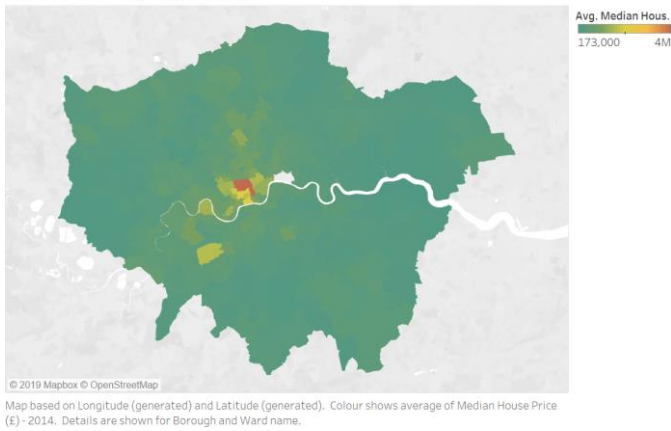 Avg. Median Hous.
173,000 4M
© 2019 Mapbox © OpenStreetMap
Map based on Longitude (generated) and Latitude (generated). Colour shows average of Median House Price
(£) - 2014. Details are shown for Borough and Ward name.